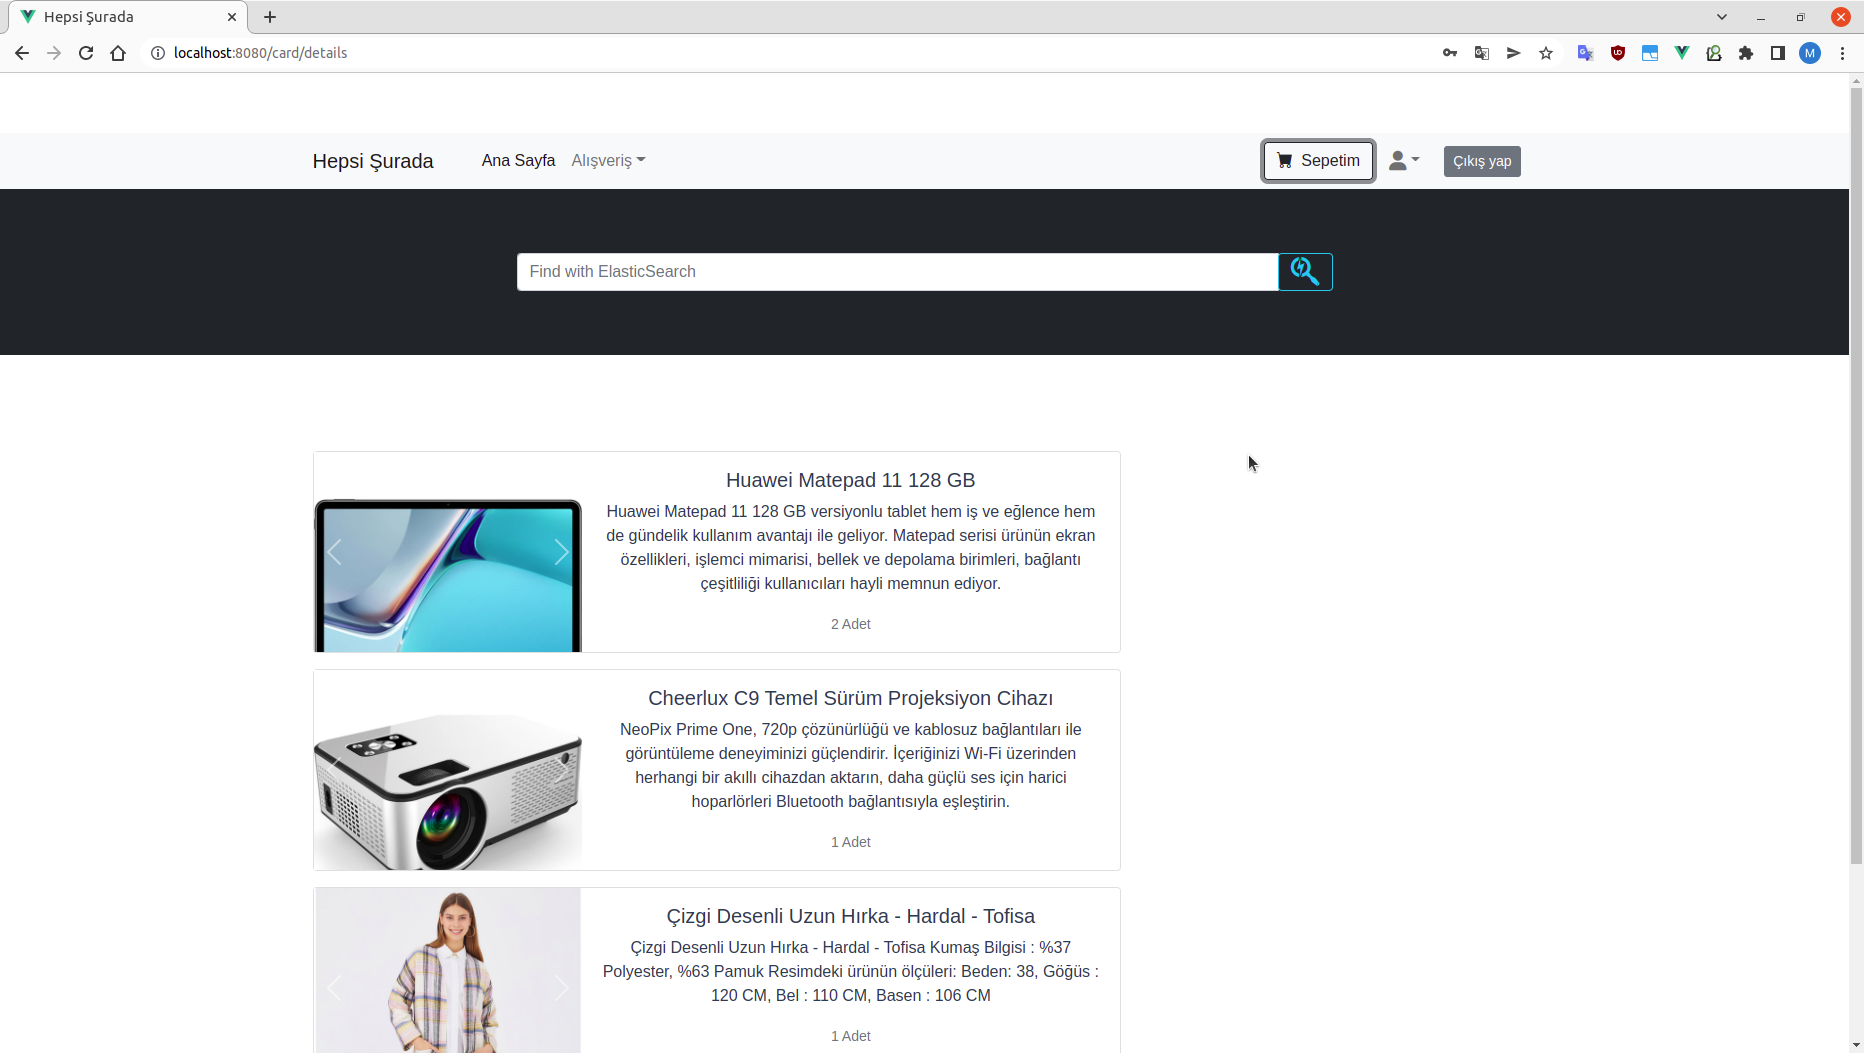 Hepsi Şurada
localhost:8080/card/details
M
Hepsi Şurada
Ana Sayfa
Alışveriş
Sepetim
Çıkış yap
Find with ElasticSearch
Huawei Matepad 11 128 GB
Huawei Matepad 11 128 GB versiyonlu tablet hem iş ve eğlence hem
de gündelik kullanım avantajı ile geliyor. Matepad serisi ürünün ekran
özellikleri, işlemci mimarisi, bellek ve depolama birimleri, bağlantı
çeşitliliği kullanıcıları hayli memnun ediyor.
2 Adet
Cheerlux C9 Temel Sürüm Projeksiyon Cihazı
NeoPix Prime One, 720p çözünürlüğü ve kablosuz bağlantıları ile
görüntüleme deneyiminizi güçlendirir. İçeriğinizi Wi-Fi üzerinden
herhangi bir akıllı cihazdan aktarın, daha güçlü ses için harici
hoparlörleri Bluetooth bağlantısıyla eşleştirin.
1 Adet
Çizgi Desenli Uzun Hırka - Hardal - Tofisa
Çizgi Desenli Uzun Hırka - Hardal - Tofisa Kumaş Bilgisi : %37
Polyester, %63 Pamuk Resimdeki ürünün ölçüleri: Beden: 38, Göğüs :
120 CM, Bel : 110 CM, Basen : 106 CM
1 Adet